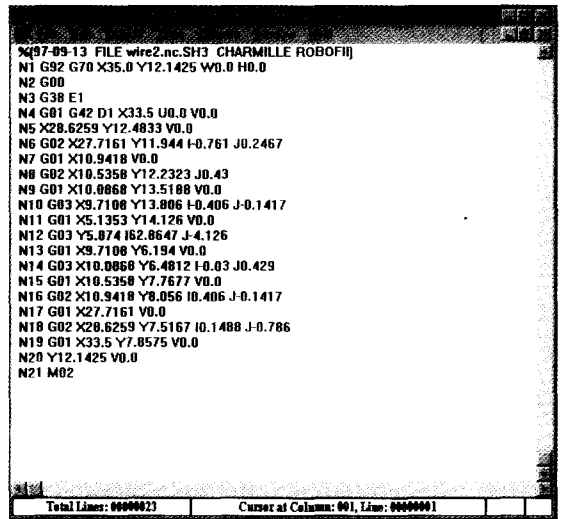 %(97-09-13 FILE wire2.nc.SH3 CHARMILLE ROBOFIL)
N1 G92 G70 X35.0 Y12.1425 W0.0 H0.0
N2 G00
N3 G38 E1
N4 G01 G42 D1 X33.5 U0.0 V0.0
N5 X28.6259 Y12.4833 V0.0
N6 G02 X27.7161 Y11.944 I-0.761 J0.2467
N7 G01 X10.9418 V0.0
N8 G02 X10.5358 Y12.2323 J0.43
N9 G01 X10.0868 Y13.5188 V0.0
N10 G03 X9.7108 Y13.806 I-0.406 J-0.1417
N11 G01 X5.1353 Y14.126 V0.0
N12 G03 Y5.874 I62.8647 J-4.126
N13 G01 X9.7108 Y6.194 V0.0
N14 G03 X10.0868 Y6.4812 I-0.03 J0.429
N15 G01 X10.5358 Y7.7677 V0.0
N16 G02 X10.9418 Y8.056 I0.406 J-0.1417
N17 G01 X27.7161 V0.0
N18 G02 X28.6259 Y7.5167 I0.1488 J-0.786
N19 G01 X33.5 Y7.8575 V0.0
N20 Y12.1425 V0.0
N21 M02
Total Lines: 00000023 Cursor at Column: 001, Line: 00000001